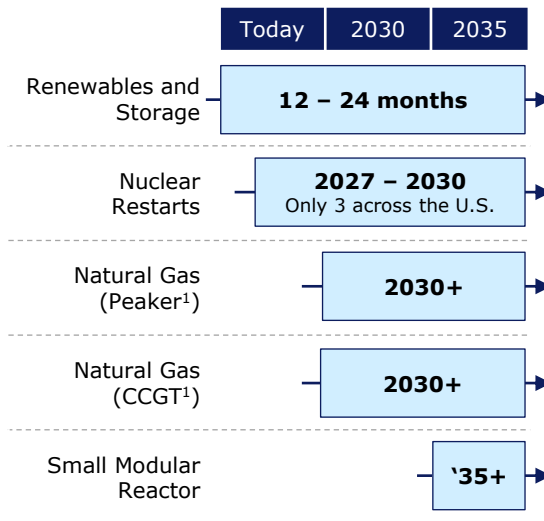 Today 2030 2035
Renewables and
Storage
12 – 24 months
Nuclear
Restarts
2027 – 2030
Only 3 across the U.S.
Natural Gas
(Peaker¹)
2030+
Natural Gas
(CCGT¹)
2030+
Small Modular
Reactor
‘35+